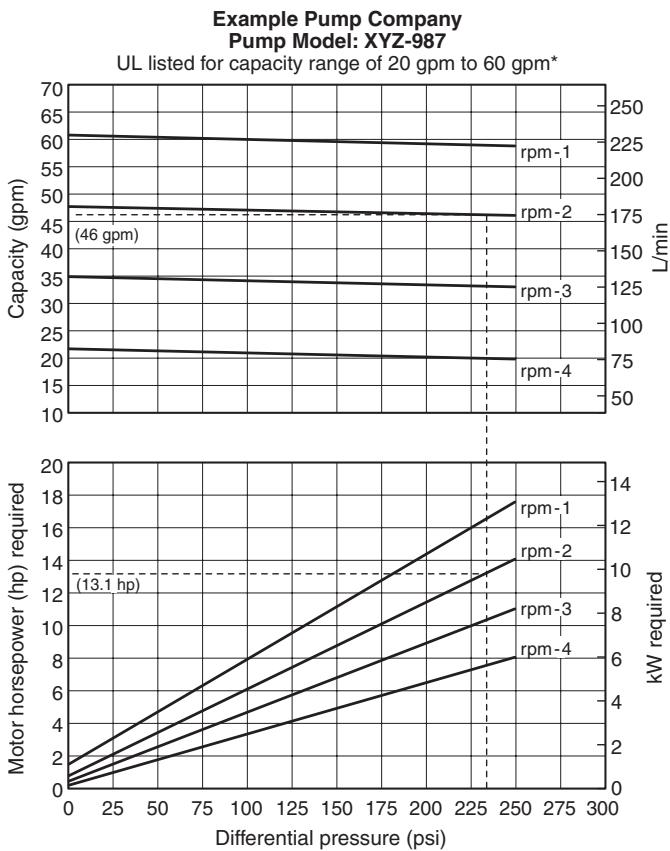 Example Pump Company
Pump Model: XYZ-987
UL listed for capacity range of 20 gpm to 60 gpm*
Capacity (gpm)
70
65
60
55
50
45
40
35
30
25
20
15
10
(46 gpm)
rpm-1
rpm-2
rpm-3
rpm-4
250
225
200
175
150
125
100
75
50
L/min
Motor horsepower (hp) required
20
18
16
14
12
10
8
6
4
2
0
(13.1 hp)
rpm-1
rpm-2
rpm-3
rpm-4
14
12
10
8
6
4
2
0
kW required
0 25 50 75 100 125 150 175 200 225 250 275 300
Differential pressure (psi)